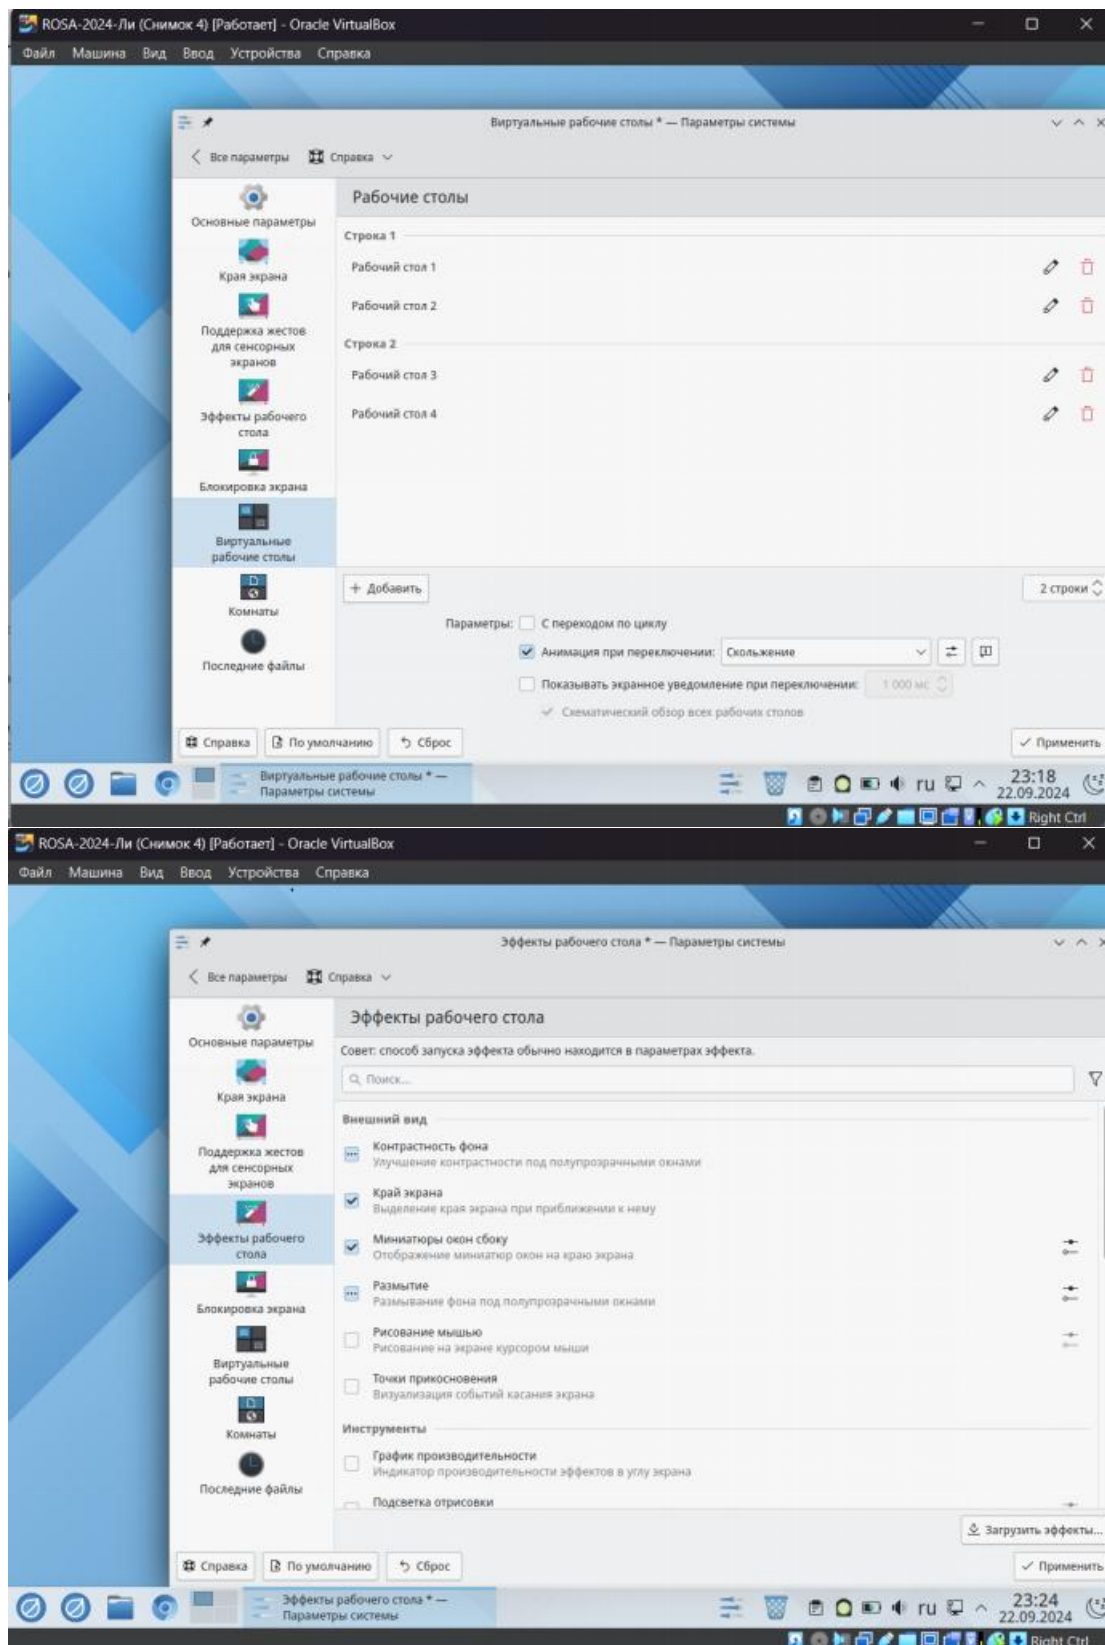 ROSA-2024-Ли (Снимок 4) [Работает] - Oracle VirtualBox
Файл Машина Вид Ввод Устройства Справка
Виртуальные рабочие столы * — Параметры системы
Все параметры Справка
Основные параметры
Края экрана
Поддержка жестов
для сенсорных
экранов
Эффекты рабочего
стола
Блокировка экрана
Виртуальные
рабочие столы
Комнаты
Последние файлы
Рабочие столы
Строка 1
Рабочий стол 1
Рабочий стол 2
Строка 2
Рабочий стол 3
Рабочий стол 4
+ Добавить
2 строки
Параметры: С переходом по циклу
Анимация при переключении: Скольжение
Показывать экранное уведомление при переключении: 1 000 мс
Схематический обзор всех рабочих столов
Справка По умолчанию Сброс Применить
Виртуальные рабочие столы * —
Параметры системы
ru
23:18
22.09.2024
Right Ctrl
ROSA-2024-Ли (Снимок 4) [Работает] - Oracle VirtualBox
Файл Машина Вид Ввод Устройства Справка
Эффекты рабочего стола * — Параметры системы
Все параметры Справка
Основные параметры
Края экрана
Поддержка жестов
для сенсорных
экранов
Эффекты рабочего
стола
Блокировка экрана
Виртуальные
рабочие столы
Комнаты
Последние файлы
Эффекты рабочего стола
Совет: способ запуска эффекта обычно находится в параметрах эффекта.
Поиск...
Внешний вид
Контрастность фона
Улучшение контрастности под полупрозрачными окнами
Край экрана
Выделение края экрана при приближении к нему
Миниатюры окон сбоку
Отображение миниатюр окон на краю экрана
Размытие
Размывание фона под полупрозрачными окнами
Рисование мышью
Рисование на экране курсором мыши
Точки прикосновения
Визуализация событий касания экрана
Инструменты
График производительности
Индикатор производительности эффектов в углу экрана
Подсветка отрисовки
Загрузить эффекты...
Справка По умолчанию Сброс Применить
Эффекты рабочего стола * —
Параметры системы
ru
23:24
22.09.2024
Right Ctrl